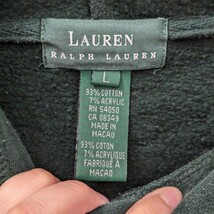 LAUREN
RALPH LAUREN
L
93% COTTON
7% ACRYLIC
RN 54050
CA 08349
MADE IN
MACAU
93% COTON
7% ACRYLIQUE
FABRIQUÉ À
MACAO